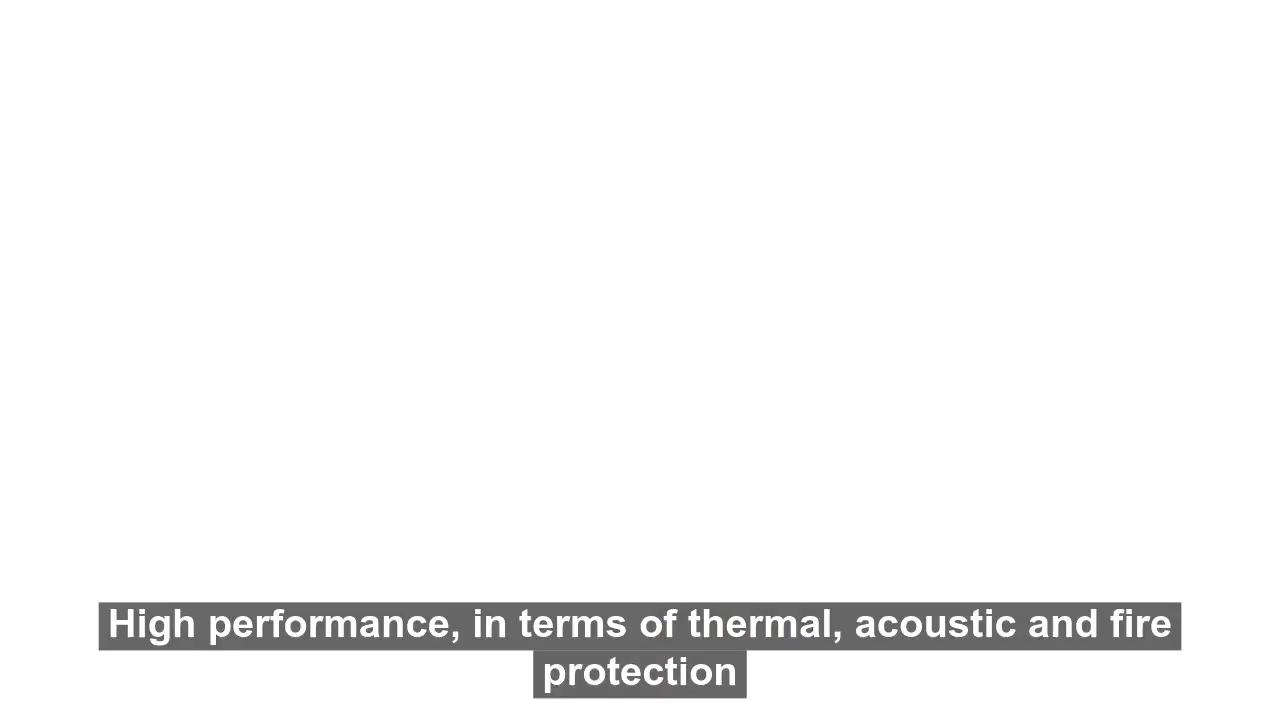 High performance, in terms of thermal, acoustic and fire
protection